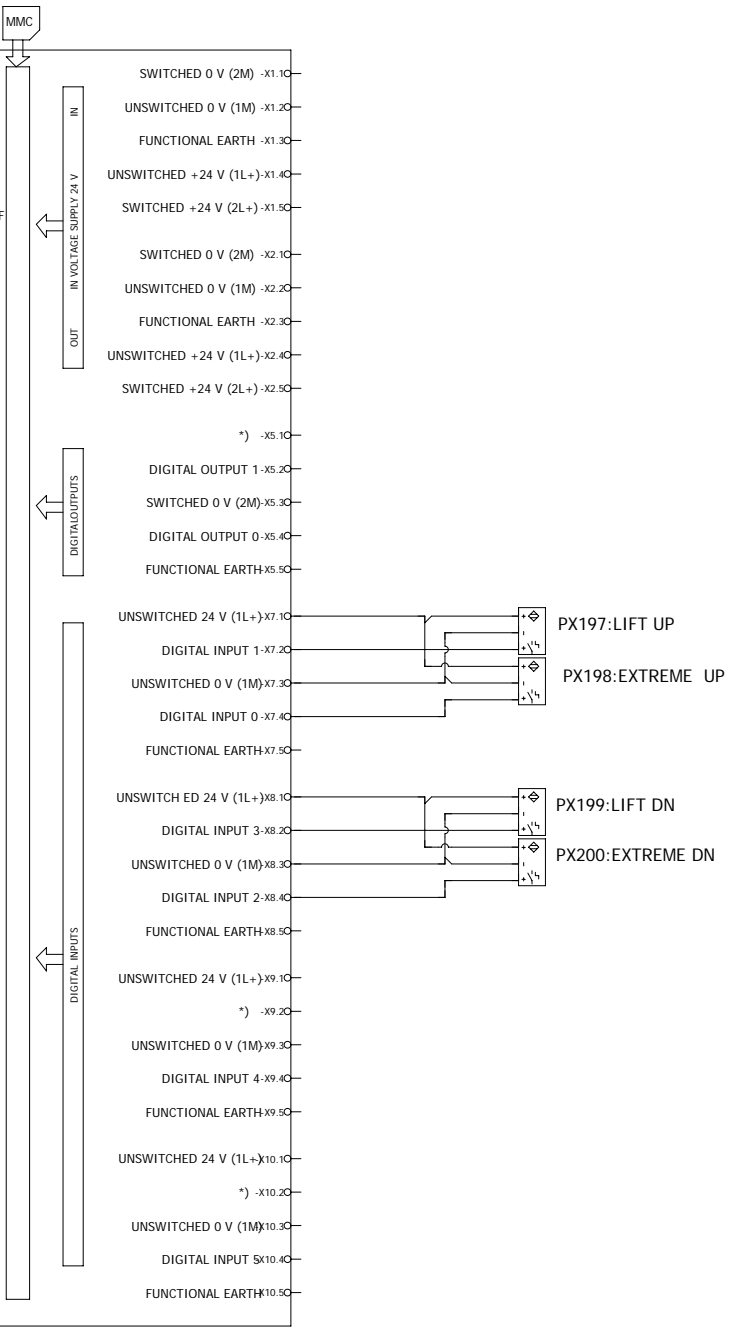 MMC
SWITCHED 0 V (2M) -X1.1
UNSWITCHED 0 V (1M) -X1.2
FUNCTIONAL EARTH -X1.3
UNSWITCHED +24 V (1L+)-X1.4
SWITCHED +24 V (2L+)-X1.5
IN
IN VOLTAGE SUPPLY 24 V
OUT
F
SWITCHED 0 V (2M) -X2.1
UNSWITCHED 0 V (1M) -X2.2
FUNCTIONAL EARTH -X2.3
UNSWITCHED +24 V (1L+)-X2.4
SWITCHED +24 V (2L+)-X2.5
DIGITALOUTPUTS
*) -X5.1
DIGITAL OUTPUT 1-X5.2
SWITCHED 0 V (2M)-X5.3
DIGITAL OUTPUT 0-X5.4
FUNCTIONAL EARTH-X5.5
DIGITAL INPUTS
UNSWITCHED 24 V (1L+)-X7.1
DIGITAL INPUT 1-X7.2
UNSWITCHED 0 V (1M)-X7.3
DIGITAL INPUT 0-X7.4
FUNCTIONAL EARTH-X7.5
+
-
+
PX197:LIFT UP
+
-
+
PX198:EXTREME UP
UNSWITCH ED 24 V (1L+)-X8.1
DIGITAL INPUT 3-X8.2
UNSWITCHED 0 V (1M)-X8.3
DIGITAL INPUT 2-X8.4
FUNCTIONAL EARTH-X8.5
+
-
+
PX199:LIFT DN
+
-
+
PX200:EXTREME DN
UNSWITCHED 24 V (1L+)-X9.1
*) -X9.2
UNSWITCHED 0 V (1M)-X9.3
DIGITAL INPUT 4-X9.4
FUNCTIONAL EARTH-X9.5
UNSWITCHED 24 V (1L+)-X10.1
*) -X10.2
UNSWITCHED 0 V (1M)-X10.3
DIGITAL INPUT 5-X10.4
FUNCTIONAL EARTH-X10.5